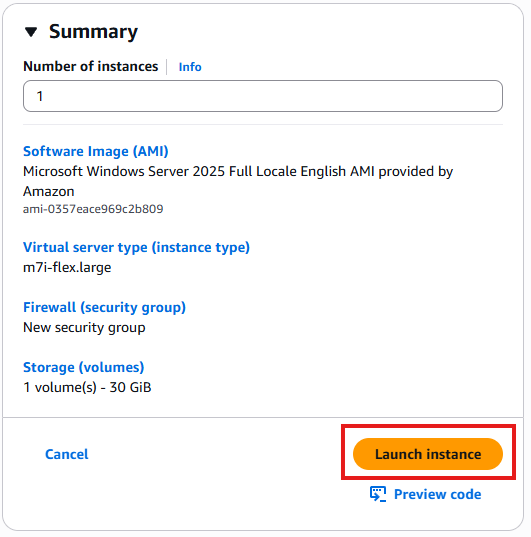 Summary
Number of instances Info
1
Software Image (AMI)
Microsoft Windows Server 2025 Full Locale English AMI provided by
Amazon
ami-0357eace969c2b809
Virtual server type (instance type)
m7i-flex.large
Firewall (security group)
New security group
Storage (volumes)
1 volume(s) - 30 GiB
Cancel
Launch instance
Preview code